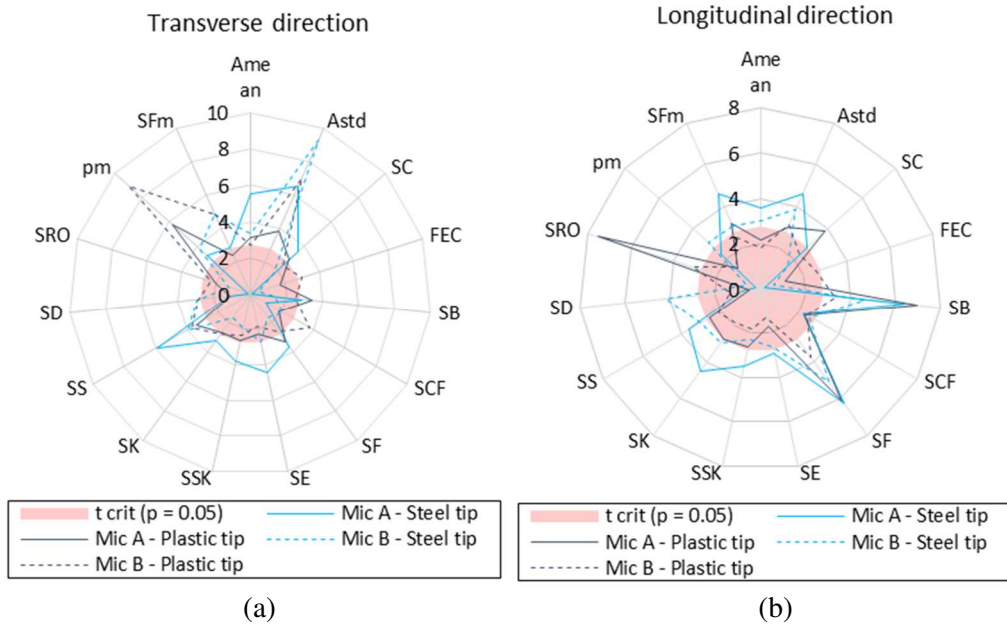 Transverse direction
Longitudinal direction
Ame
an
Astd
SC
FEC
SB
SCF
SF
SE
SSK
SK
SS
SD
SRO
pm
SFm
10
8
6
4
2
0
t crit (p = 0.05)
Mic A - Steel tip
Mic A - Plastic tip
Mic B - Steel tip
Mic B - Plastic tip
(a)
Ame
an
Astd
SC
FEC
SB
SCF
SF
SE
SSK
SK
SS
SD
SRO
pm
SFm
8
6
4
2
0
t crit (p = 0.05)
Mic A - Steel tip
Mic A - Plastic tip
Mic B - Steel tip
Mic B - Plastic tip
(b)